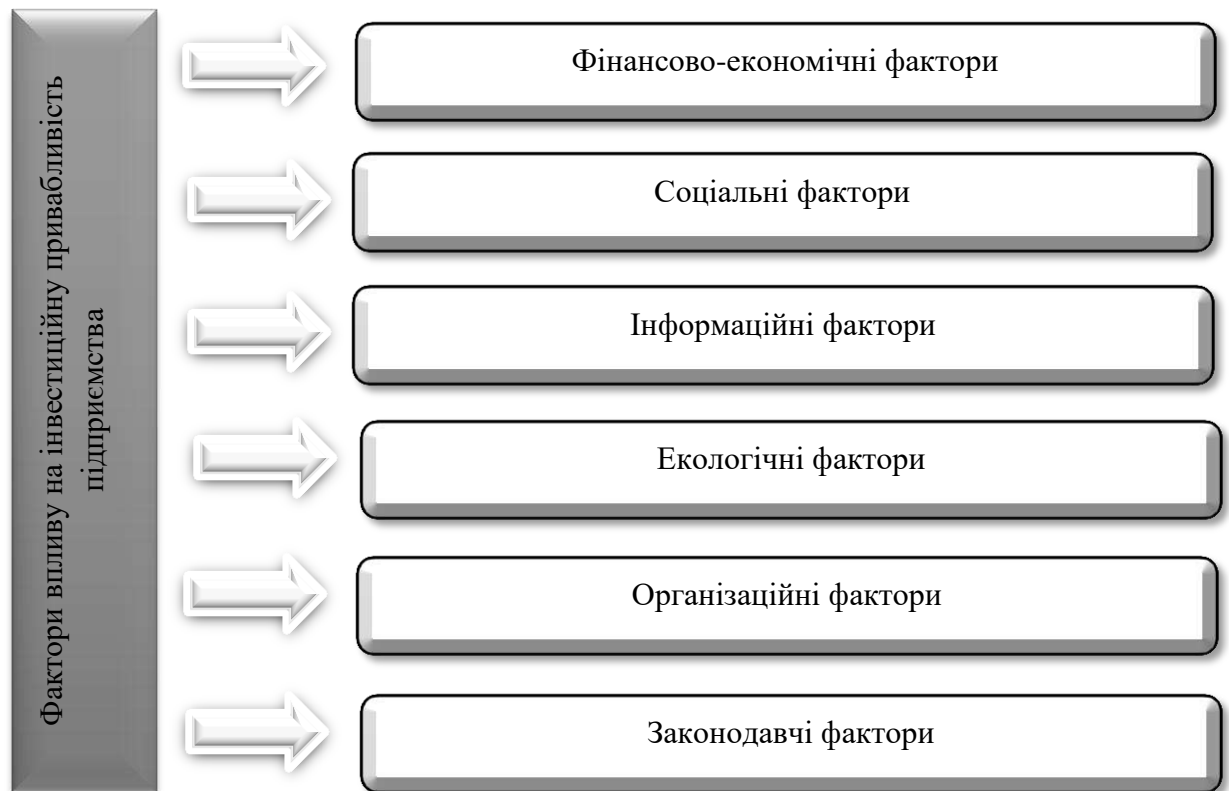 Фактори впливу на інвестиційну привабливість
підприємства
Фінансово-економічні фактори
Соціальні фактори
Інформаційні фактори
Екологічні фактори
Організаційні фактори
Законодавчі фактори